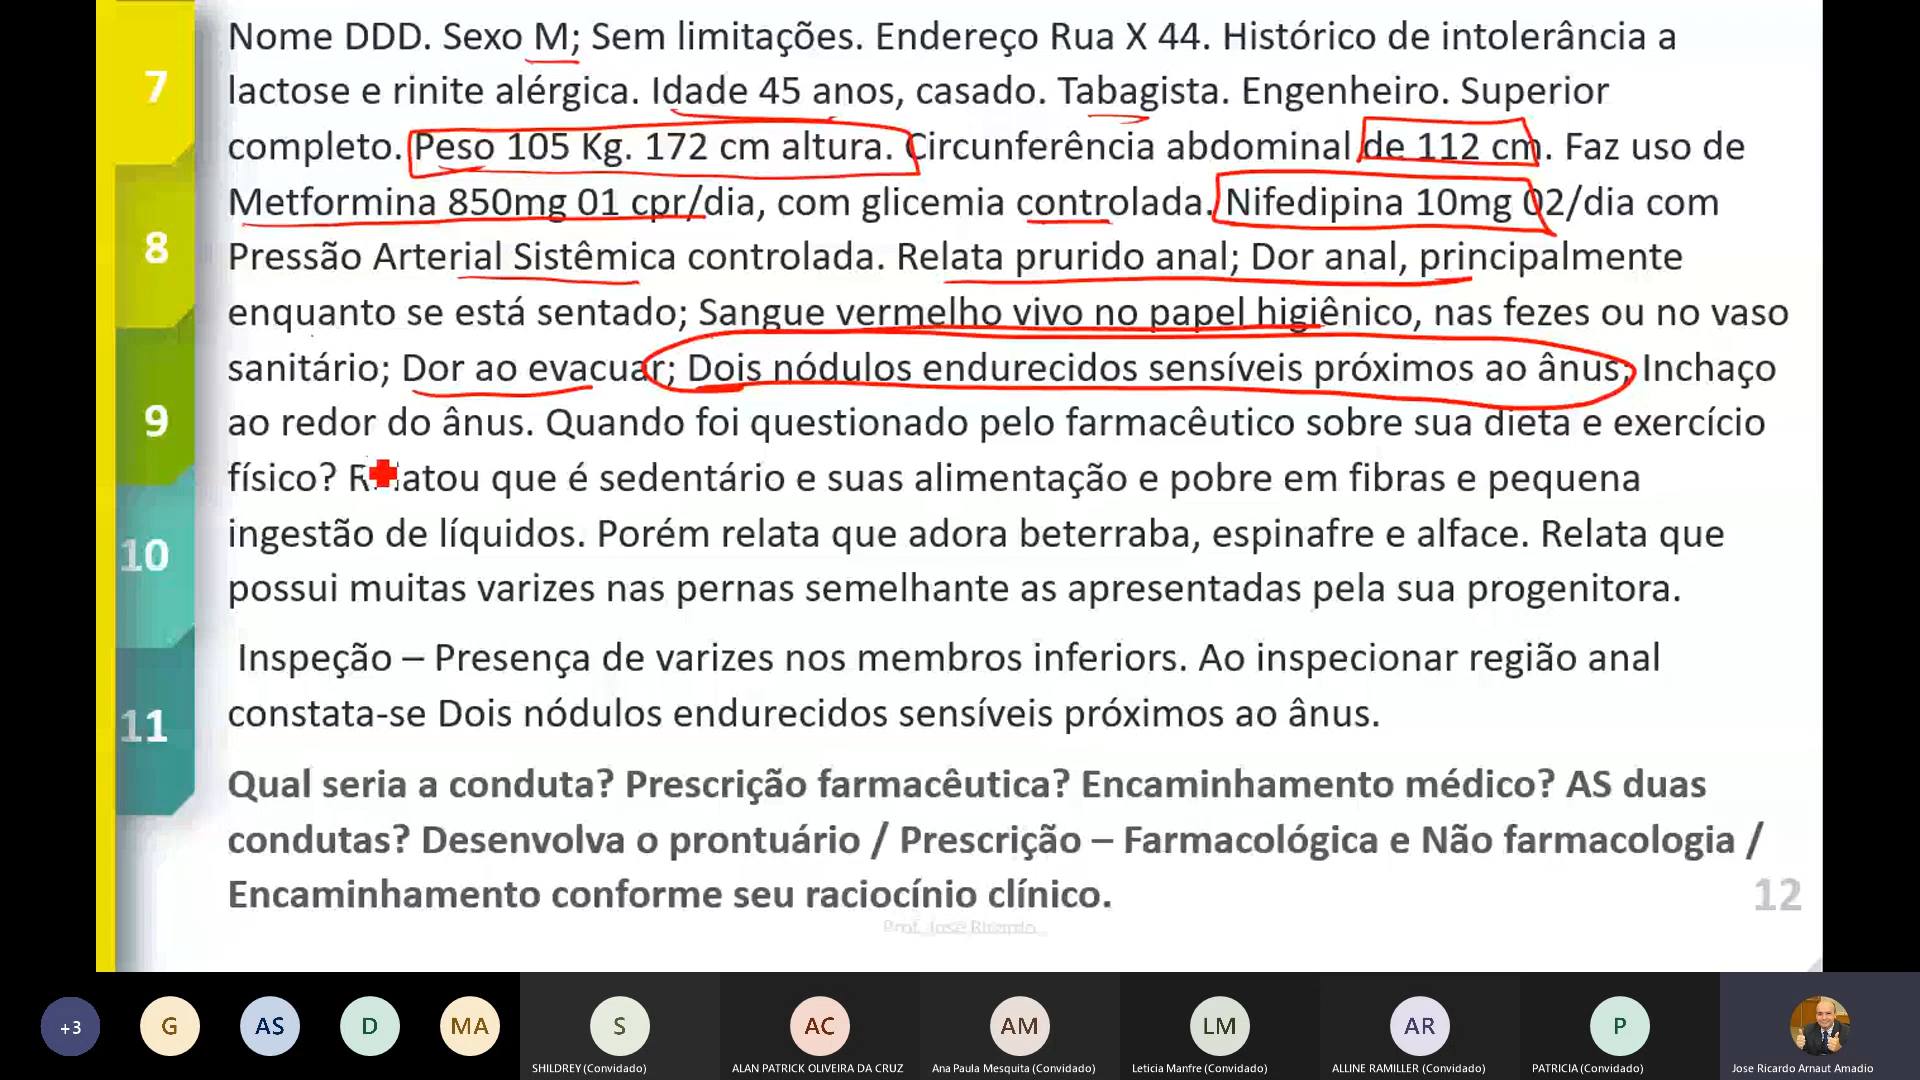 Nome DDD. Sexo M; Sem limitações. Endereço Rua X 44. Histórico de intolerância a
lactose e rinite alérgica. Idade 45 anos, casado. Tabagista. Engenheiro. Superior
completo. Peso 105 Kg. 172 cm altura. Circunferência abdominal de 112 cm. Faz uso de
Metformina 850mg 01 cpr/dia, com glicemia controlada. Nifedipina 10mg 02/dia com
Pressão Arterial Sistêmica controlada. Relata prurido anal; Dor anal, principalmente
enquanto se está sentado; Sangue vermelho vivo no papel higiênico, nas fezes ou no vaso
sanitário; Dor ao evacuar; Dois nódulos endurecidos sensíveis próximos ao ânus; Inchaço
ao redor do ânus. Quando foi questionado pelo farmacêutico sobre sua dieta e exercício
físico? Relatou que é sedentário e suas alimentação e pobre em fibras e pequena
ingestão de líquidos. Porém relata que adora beterraba, espinafre e alface. Relata que
possui muitas varizes nas pernas semelhante as apresentadas pela sua progenitora.
Inspeção – Presença de varizes nos membros inferiors. Ao inspecionar região anal
constata-se Dois nódulos endurecidos sensíveis próximos ao ânus.
Qual seria a conduta? Prescrição farmacêutica? Encaminhamento médico? AS duas
condutas? Desenvolva o prontuário / Prescrição – Farmacológica e Não farmacologia /
Encaminhamento conforme seu raciocínio clínico.
7
8
9
10
11
12
Prof. José Ricardo
+3
G
AS
D
MA
S
AC
AM
LM
AR
P
SHILDREY (Convidado)
ALAN PATRICK OLIVEIRA DA CRUZ
Ana Paula Mesquita (Convidado)
Leticia Manfre (Convidado)
ALLINE RAMILLER (Convidado)
PATRICIA (Convidado)
Jose Ricardo Arnaut Amadio